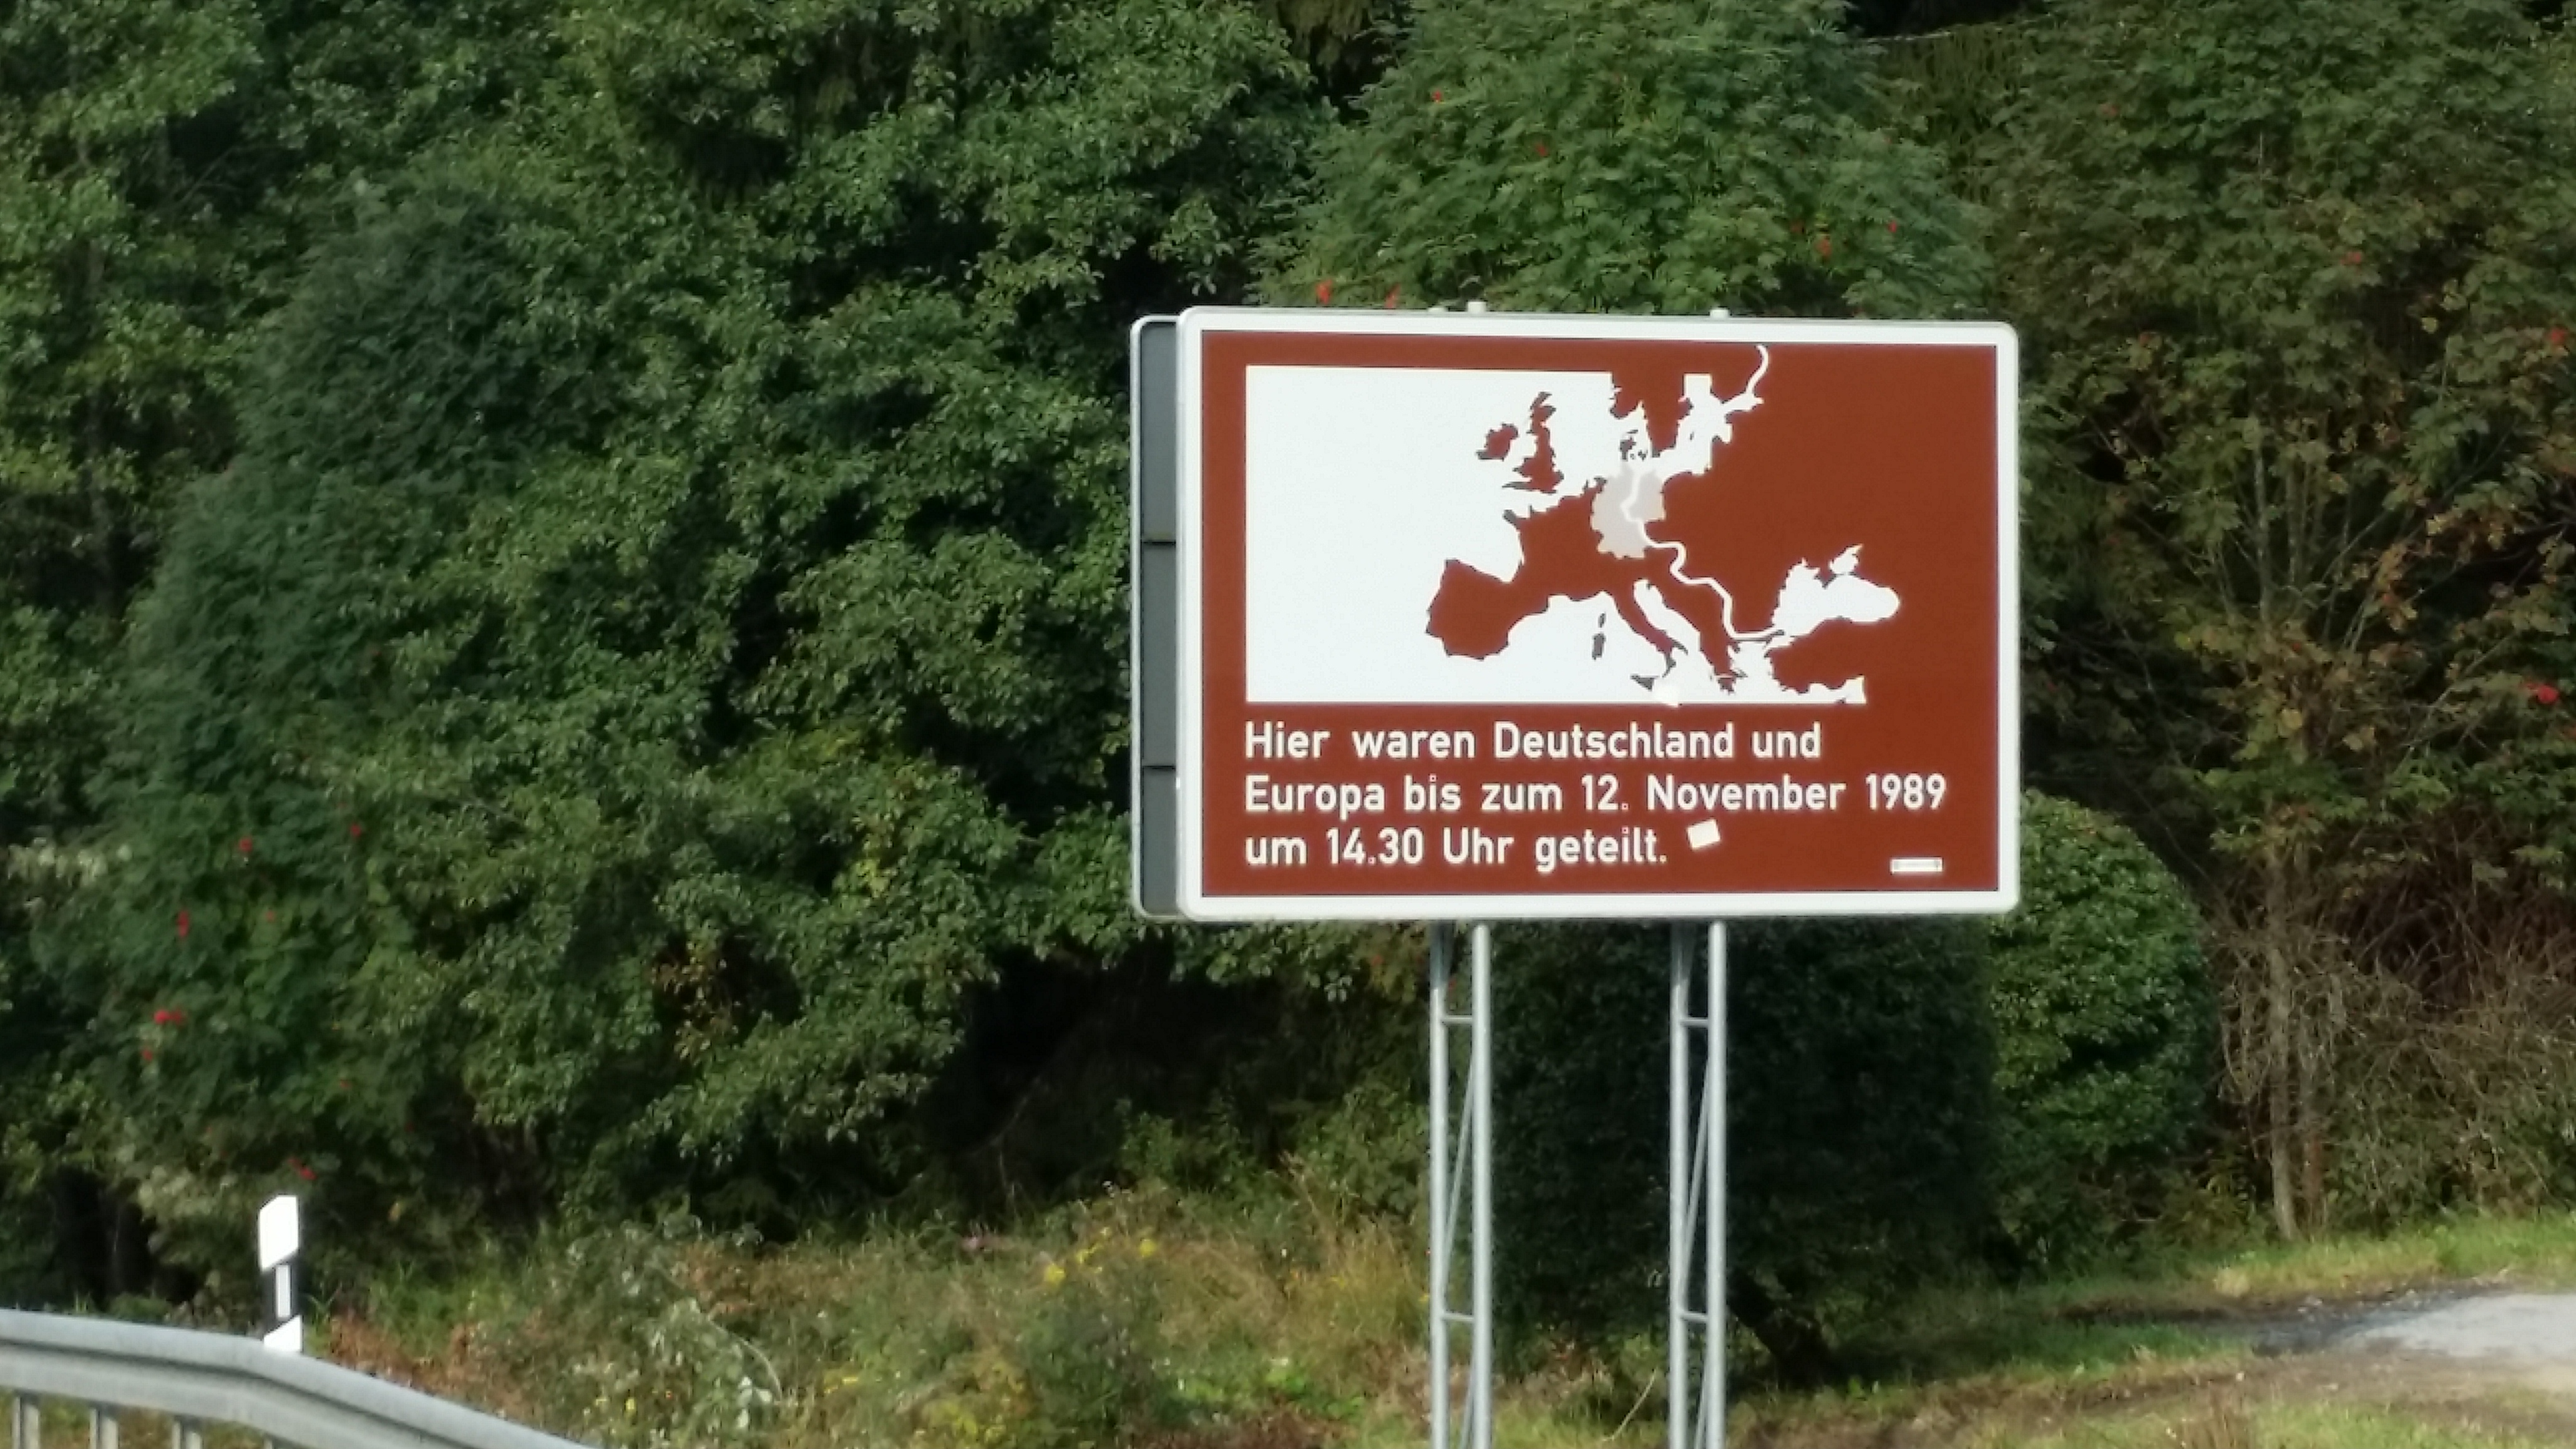 Hier waren Deutschland und
Europa bis zum 12. November 1989
um 14.30 Uhr geteilt.